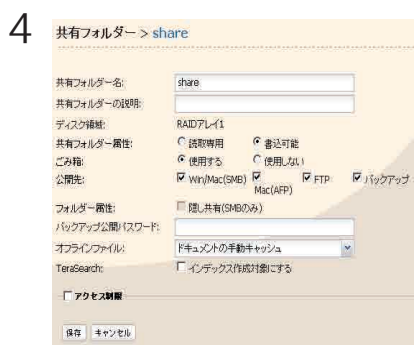 4
共有フォルダー > share
共有フォルダー名: share
共有フォルダーの説明:
ディスク領域: RAIDアレイ1
共有フォルダー属性: 読取専用 書込可能
ごみ箱: 使用する 使用しない
公開先: Win/Mac(SMB) Mac(AFP) FTP バックアップ
フォルダー属性: 隠し共有(SMBのみ)
バックアップ公開パスワード:
オフラインファイル: ドキュメントの手動キャッシュ
TeraSearch: インデックス作成対象にする
アクセス制限
保存 キャンセル